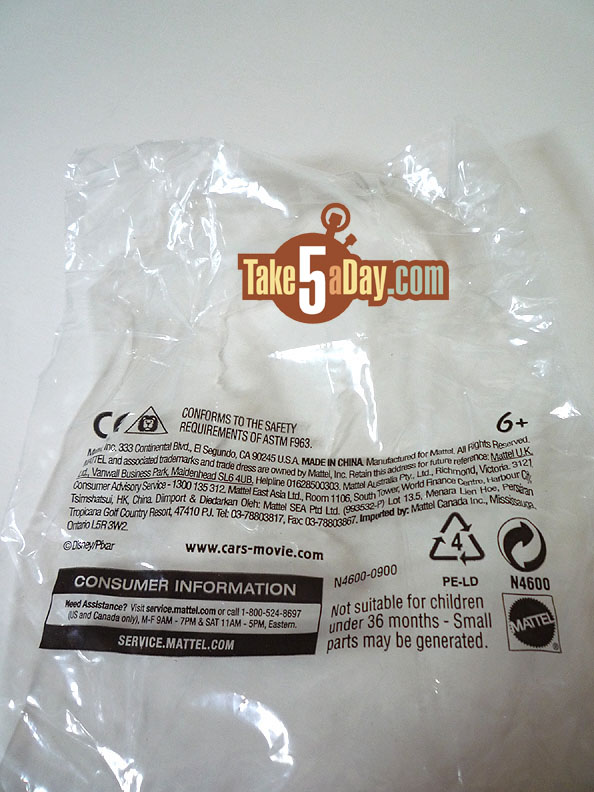 Take 5 aDay.com
CE
CONFORMS TO THE SAFETY
REQUIREMENTS OF ASTM F963.
6+
Inc, 333 Continental Blvd., El Segundo, CA 90245 U.S.A. MADE IN CHINA. Manufactured for Mattel. All Rights Reserved.
MATTEL and associated trademarks and trade dress are owned by Mattel, Inc. Retain this address for future reference: Mattel U.K.
Ltd., Vanwall Business Park, Maidenhead SL6 4UB. Helpline 01628500303. Mattel Australia Pty., Ltd., Richmond, Victoria. 3121
Consumer Advisory Service - 1300 135 312. Mattel East Asia Ltd., Room 1106, South Tower, World Finance Centre, Harbour City,
Tsimshatsui, HK, China. Diimport & Diedarkan Oleh: Mattel SEA Ptd Ltd. (993532-P) Lot 13.5, Menara Lien Hoe, Persiaran
Tropicana Golf Country Resort, 47410 PJ. Tel: 03-78803817, Fax: 03-78803867. Imported by: Mattel Canada Inc., Mississauga,
Ontario L5R 3W2.
©Disney/Pixar
www.cars-movie.com
4
PE-LD
N4600
N4600-0900
CONSUMER INFORMATION
Need Assistance? Visit service.mattel.com or call 1-800-524-8697
(US and Canada only), M-F 9AM - 7PM & SAT 11AM - 5PM, Eastern.
SERVICE.MATTEL.COM
Not suitable for children
under 36 months - Small
parts may be generated.
MATTEL
®